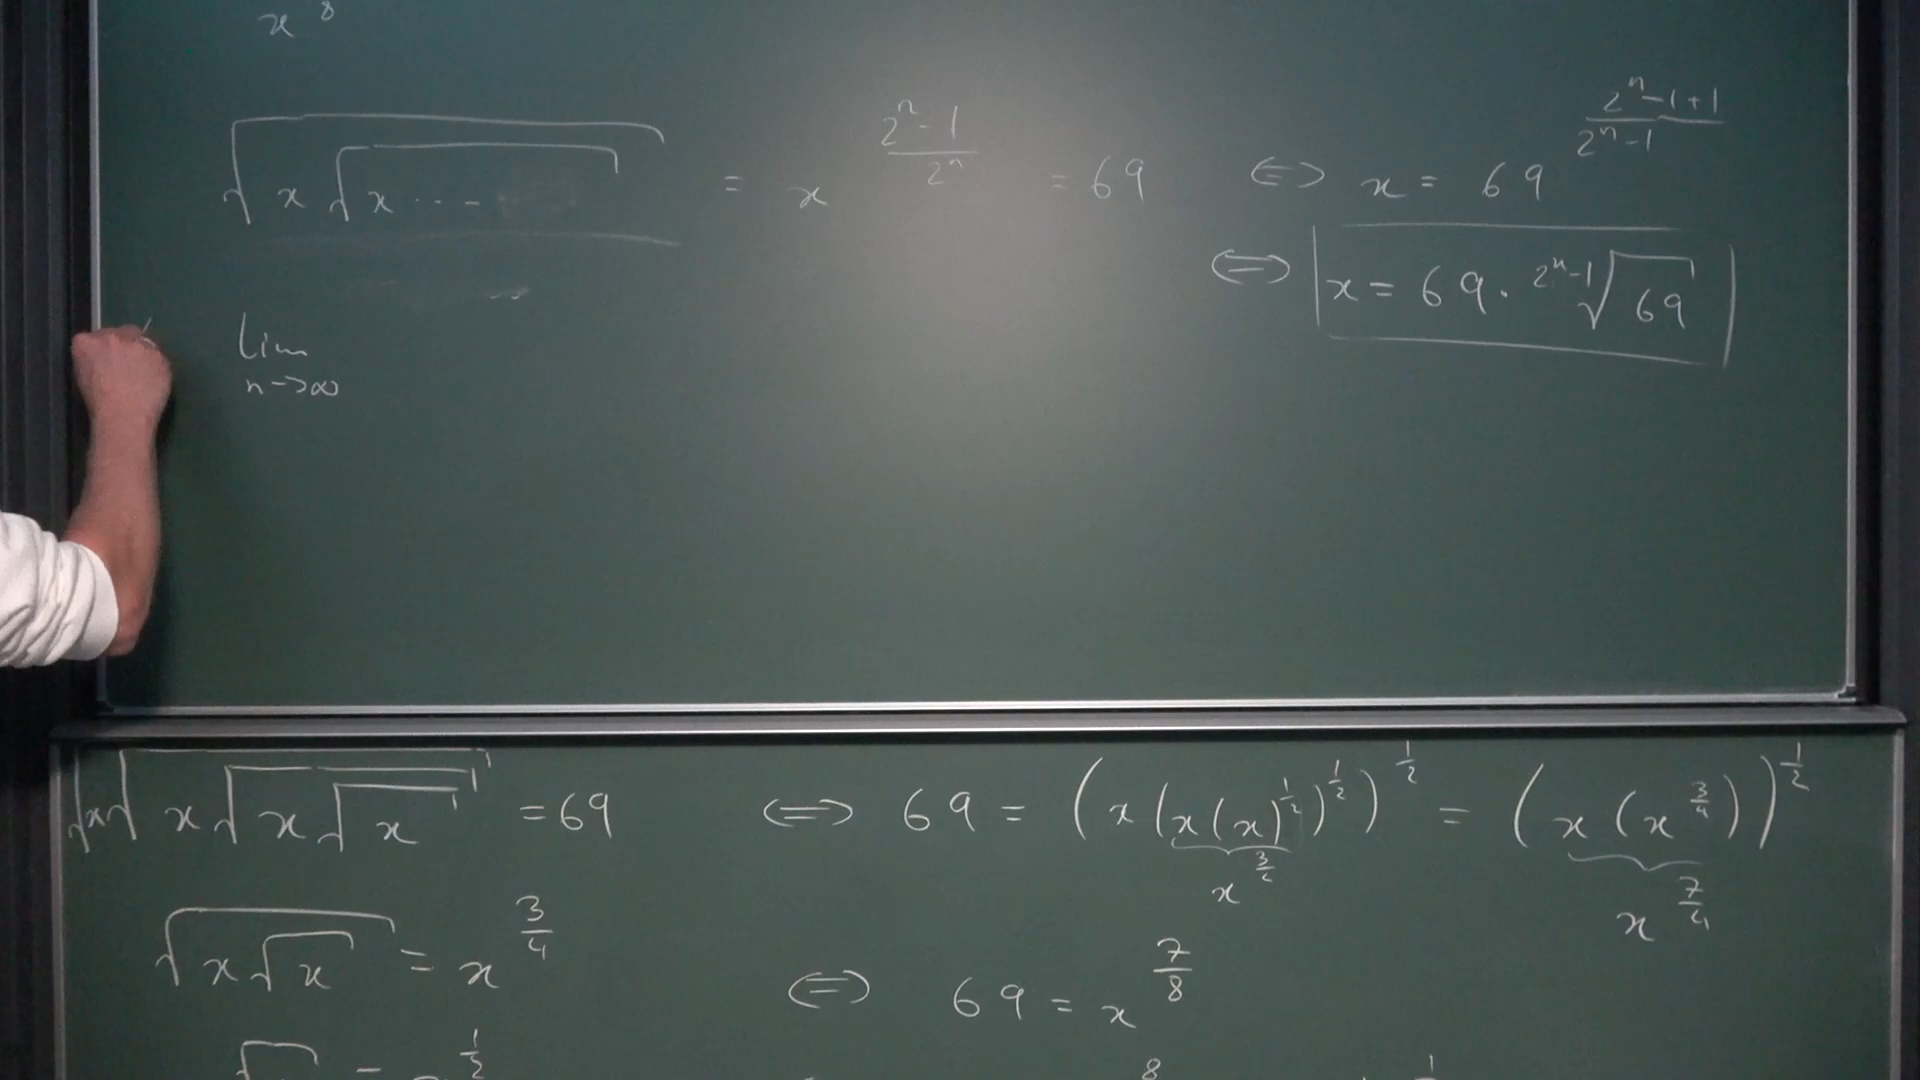 x^8
√(x√(x...)) = x^((2^n-1)/2^n) = 69 ⇔ x = 69^((2^n-1+1)/(2^n-1))
⇔ x = 69 · ^(2^n-1)√69
lim n→∞
√(x√(x√(x√x))) = 69 ⇔ 69 = (x(x(x)^(1/2))^(1/2))^(1/2) = (x(x^(3/4)))^(1/2)
x^(3/4) x^(7/4)
√(x√x) = x^(3/4) ⇔ 69 = x^(7/8)